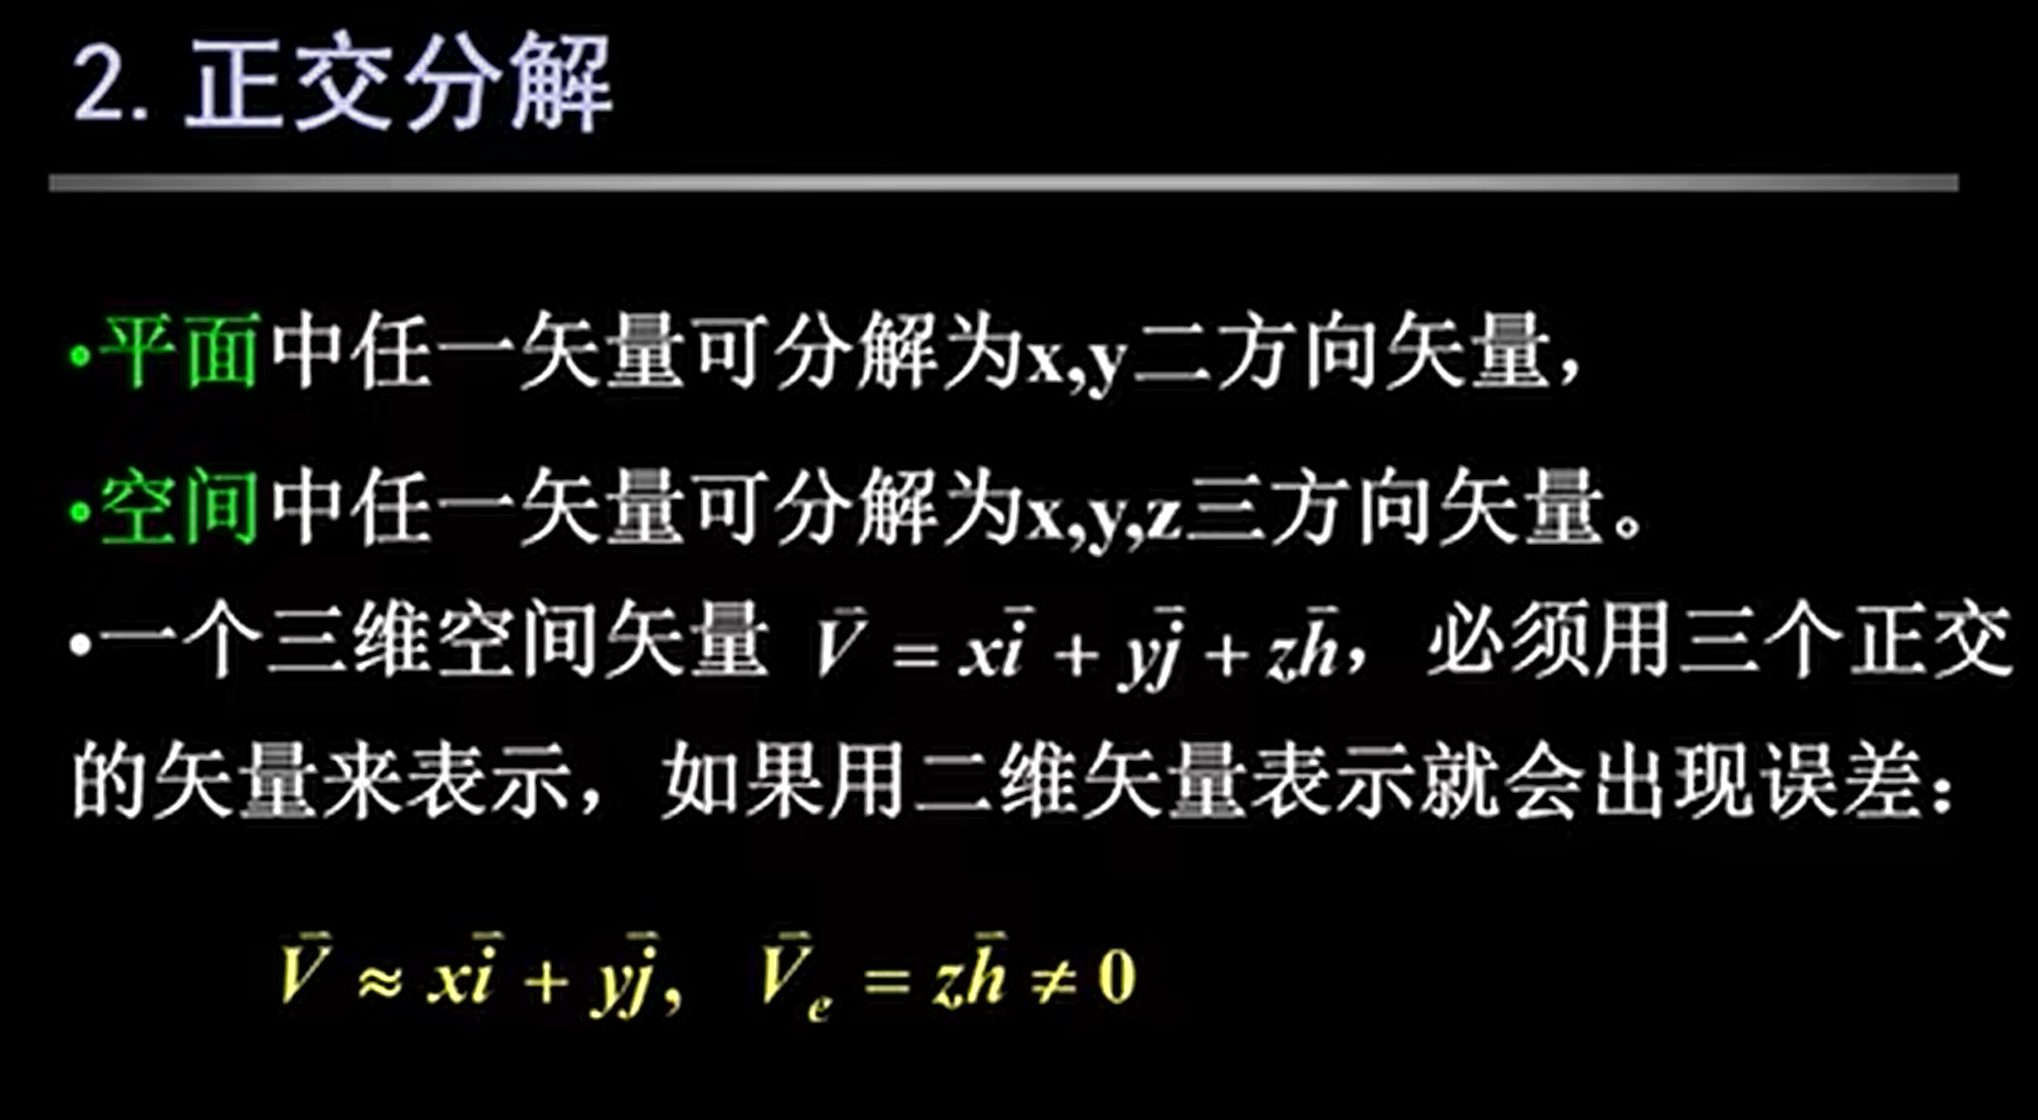 2. 正交分解
•平面中任一矢量可分解为x,y二方向矢量，
•空间中任一矢量可分解为x,y,z三方向矢量。
•一个三维空间矢量 V̄ = xī + yj̄ + zh̄， 必须用三个正交
的矢量来表示，如果用二维矢量表示就会出现误差：
V̄ ≈ xī + yj̄, V̄ₑ = zh̄ ≠ 0